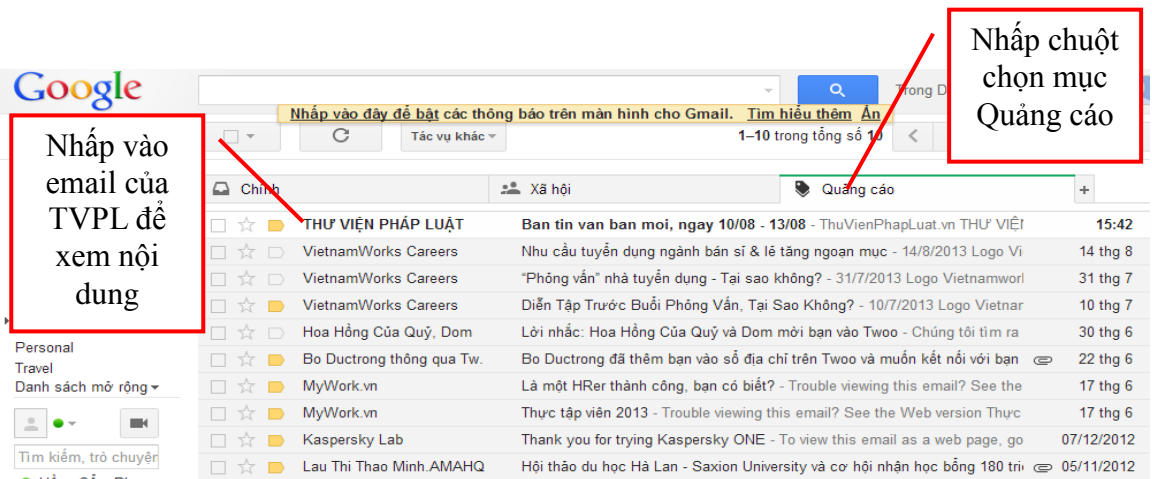 Nhấp chuột
chọn mục
Quảng cáo
Google
Trong D
Nhấp vào đây để bật các thông báo trên màn hình cho Gmail. Tìm hiểu thêm Ẩn
Nhấp vào
email của
TVPL để
xem nội
dung
Tác vụ khác
1–10 trong tổng số 10
Chính
Xã hội
Quảng cáo
+
THƯ VIỆN PHÁP LUẬT Ban tin van ban moi, ngay 10/08 - 13/08 - ThuVienPhapLuat.vn THƯ VIỆN 15:42
VietnamWorks Careers Nhu cầu tuyển dụng ngành bán sỉ & lẻ tăng ngoạn mục - 14/8/2013 Logo Vi 14 thg 8
VietnamWorks Careers "Phỏng vấn" nhà tuyển dụng - Tại sao không? - 31/7/2013 Logo Vietnamworl 31 thg 7
VietnamWorks Careers Diễn Tập Trước Buổi Phỏng Vấn, Tại Sao Không? - 10/7/2013 Logo Vietnar 10 thg 7
Hoa Hồng Của Quỷ, Dom Lời nhắc: Hoa Hồng Của Quỷ và Dom mời bạn vào Twoo - Chúng tôi tìm ra 30 thg 6
Bo Ductrong thông qua Tw. Bo Ductrong đã thêm bạn vào sổ địa chỉ trên Twoo và muốn kết nối với bạn 22 thg 6
MyWork.vn Là một HRer thành công, bạn có biết? - Trouble viewing this email? See the 17 thg 6
MyWork.vn Thực tập viên 2013 - Trouble viewing this email? See the Web version Thực 17 thg 6
Kaspersky Lab Thank you for trying Kaspersky ONE - To view this email as a web page, go 07/12/2012
Lau Thi Thao Minh.AMAHQ Hội thảo du học Hà Lan - Saxion University và cơ hội nhận học bổng 180 triệ 05/11/2012
Personal
Travel
Danh sách mở rộng
Tìm kiếm, trò chuyện